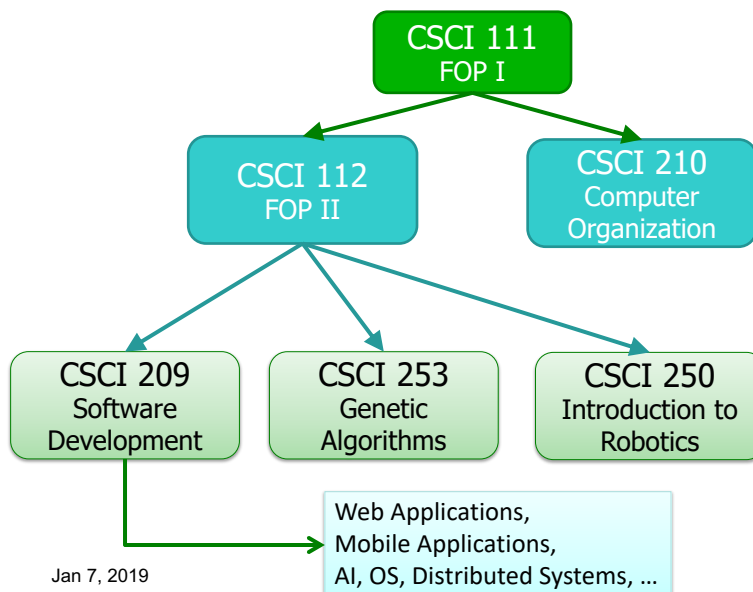 CSCI 111
FOP I
CSCI 112
FOP II
CSCI 210
Computer
Organization
CSCI 209
Software
Development
CSCI 253
Genetic
Algorithms
CSCI 250
Introduction to
Robotics
Web Applications,
Mobile Applications,
AI, OS, Distributed Systems, ...
Jan 7, 2019